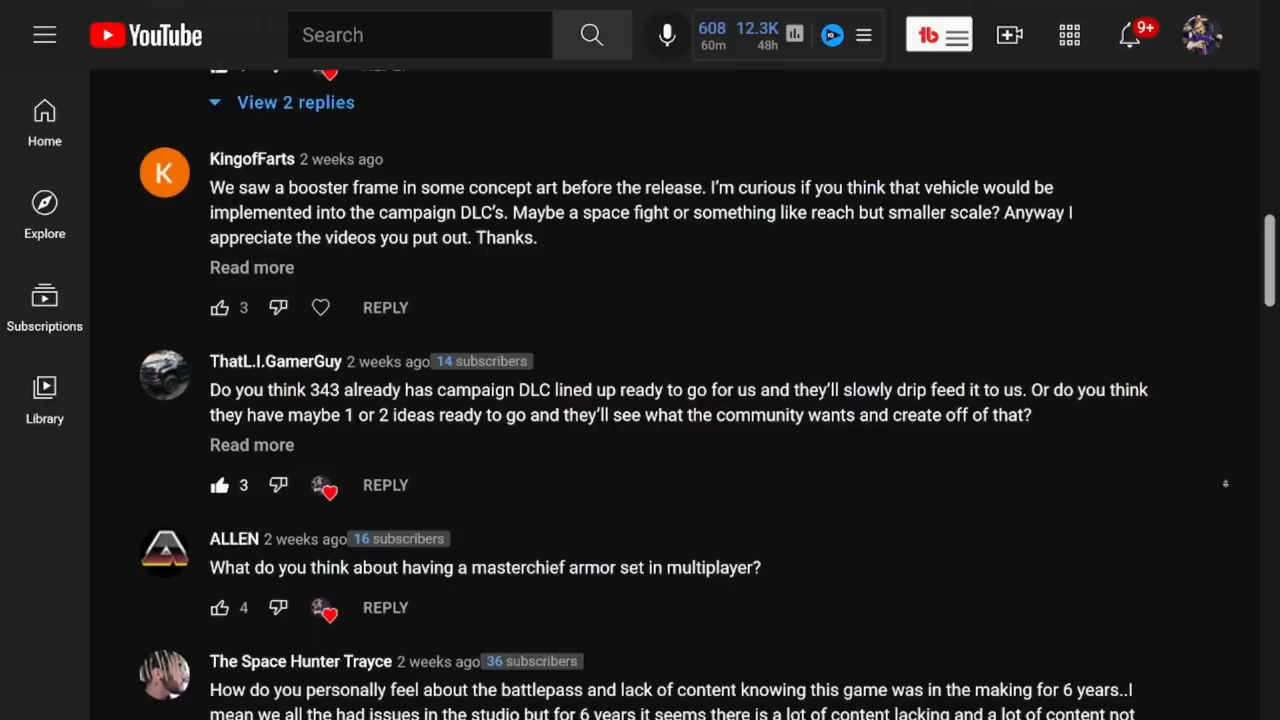 YouTube
Search
608 12.3K
60m 48h
IQ
tb
9+
Home
Explore
Subscriptions
Library
View 2 replies
K
KingofFarts 2 weeks ago
We saw a booster frame in some concept art before the release. I'm curious if you think that vehicle would be
implemented into the campaign DLC's. Maybe a space fight or something like reach but smaller scale? Anyway I
appreciate the videos you put out. Thanks.
Read more
3 REPLY
ThatL.I.GamerGuy 2 weeks ago 14 subscribers
Do you think 343 already has campaign DLC lined up ready to go for us and they'll slowly drip feed it to us. Or do you think
they have maybe 1 or 2 ideas ready to go and they'll see what the community wants and create off of that?
Read more
3 REPLY
ALLEN 2 weeks ago 16 subscribers
What do you think about having a masterchief armor set in multiplayer?
4 REPLY
The Space Hunter Trayce 2 weeks ago 36 subscribers
How do you personally feel about the battlepass and lack of content knowing this game was in the making for 6 years..I
mean we all the had issues in the studio but for 6 years it seems there is a lot of content lacking and a lot of content not